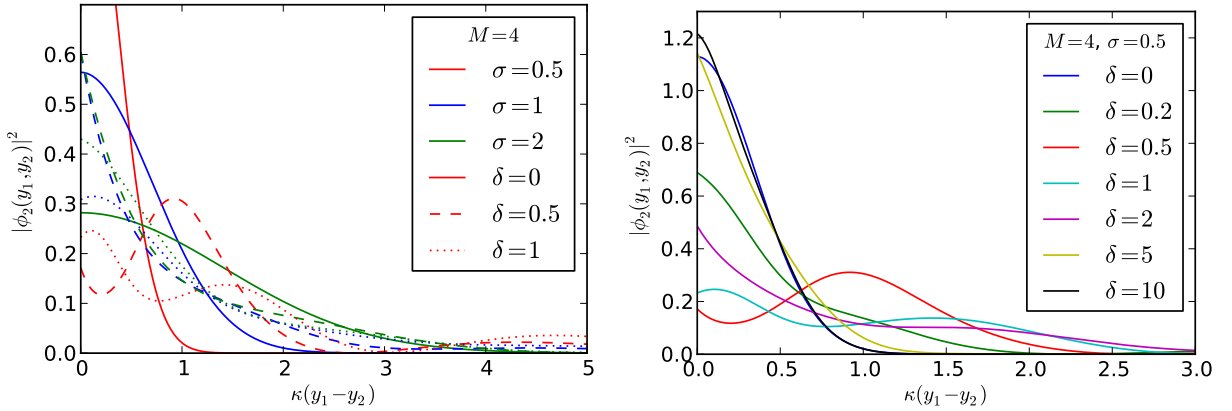 |ϕ₂(y₁,y₂)|²
0.6
0.5
0.4
0.3
0.2
0.1
0.0
0
1
2
3
4
5
κ(y₁−y₂)
M=4
σ=0.5
σ=1
σ=2
δ=0
δ=0.5
δ=1
|ϕ₂(y₁,y₂)|²
1.2
1.0
0.8
0.6
0.4
0.2
0.0
0.0
0.5
1.0
1.5
2.0
2.5
3.0
κ(y₁−y₂)
M=4, σ=0.5
δ=0
δ=0.2
δ=0.5
δ=1
δ=2
δ=5
δ=10